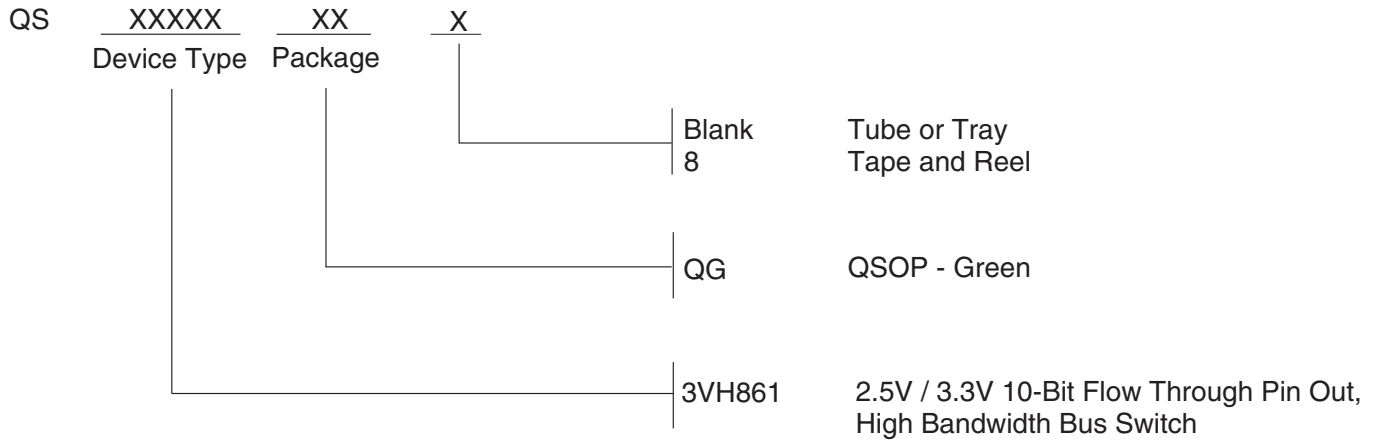 QS XXXXX XX X
Device Type Package
Blank Tube or Tray
8 Tape and Reel
QG QSOP - Green
3VH861 2.5V / 3.3V 10-Bit Flow Through Pin Out,
High Bandwidth Bus Switch